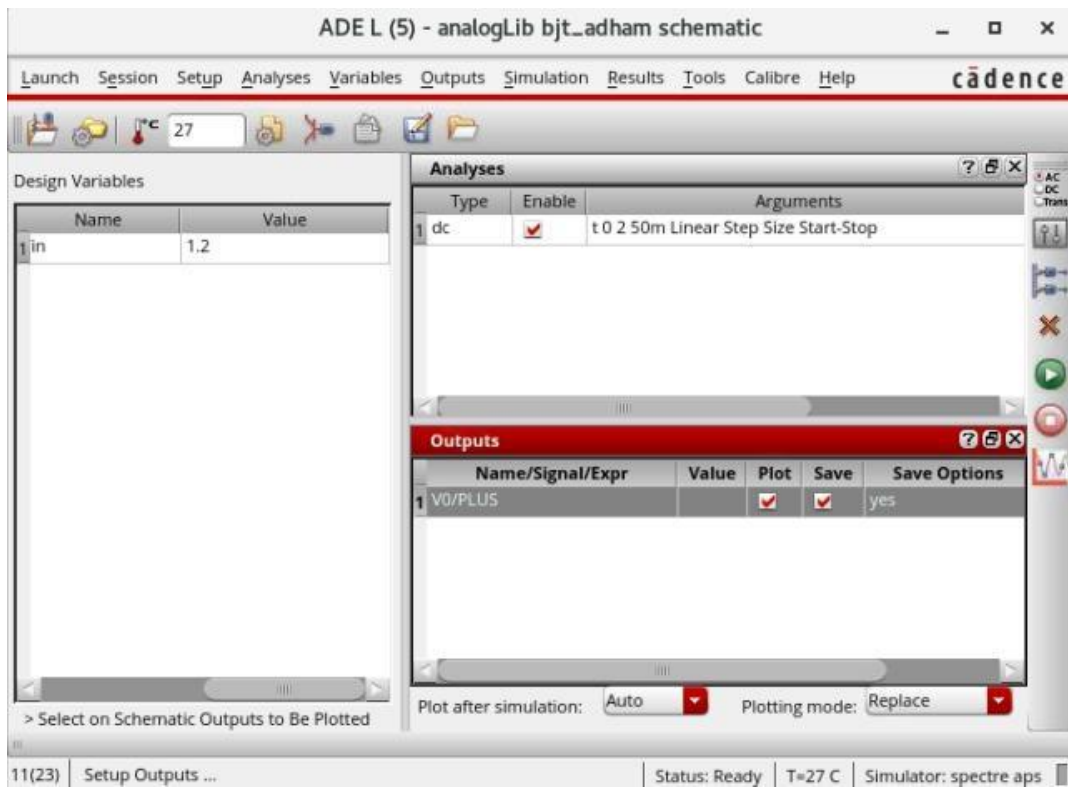 ADE L (5) - analogLib bjt_adham schematic
Launch Session Setup Analyses Variables Outputs Simulation Results Tools Calibre Help cādence
°C 27
Design Variables
Name Value
1 in 1.2
> Select on Schematic Outputs to Be Plotted
Analyses
Type Enable Arguments
1 dc t 0 2 50m Linear Step Size Start-Stop
Outputs
Name/Signal/Expr Value Plot Save Save Options
1 V0/PLUS yes
Plot after simulation: Auto Plotting mode: Replace
AC
DC
Trans
11(23) Setup Outputs ... Status: Ready T=27 C Simulator: spectre aps